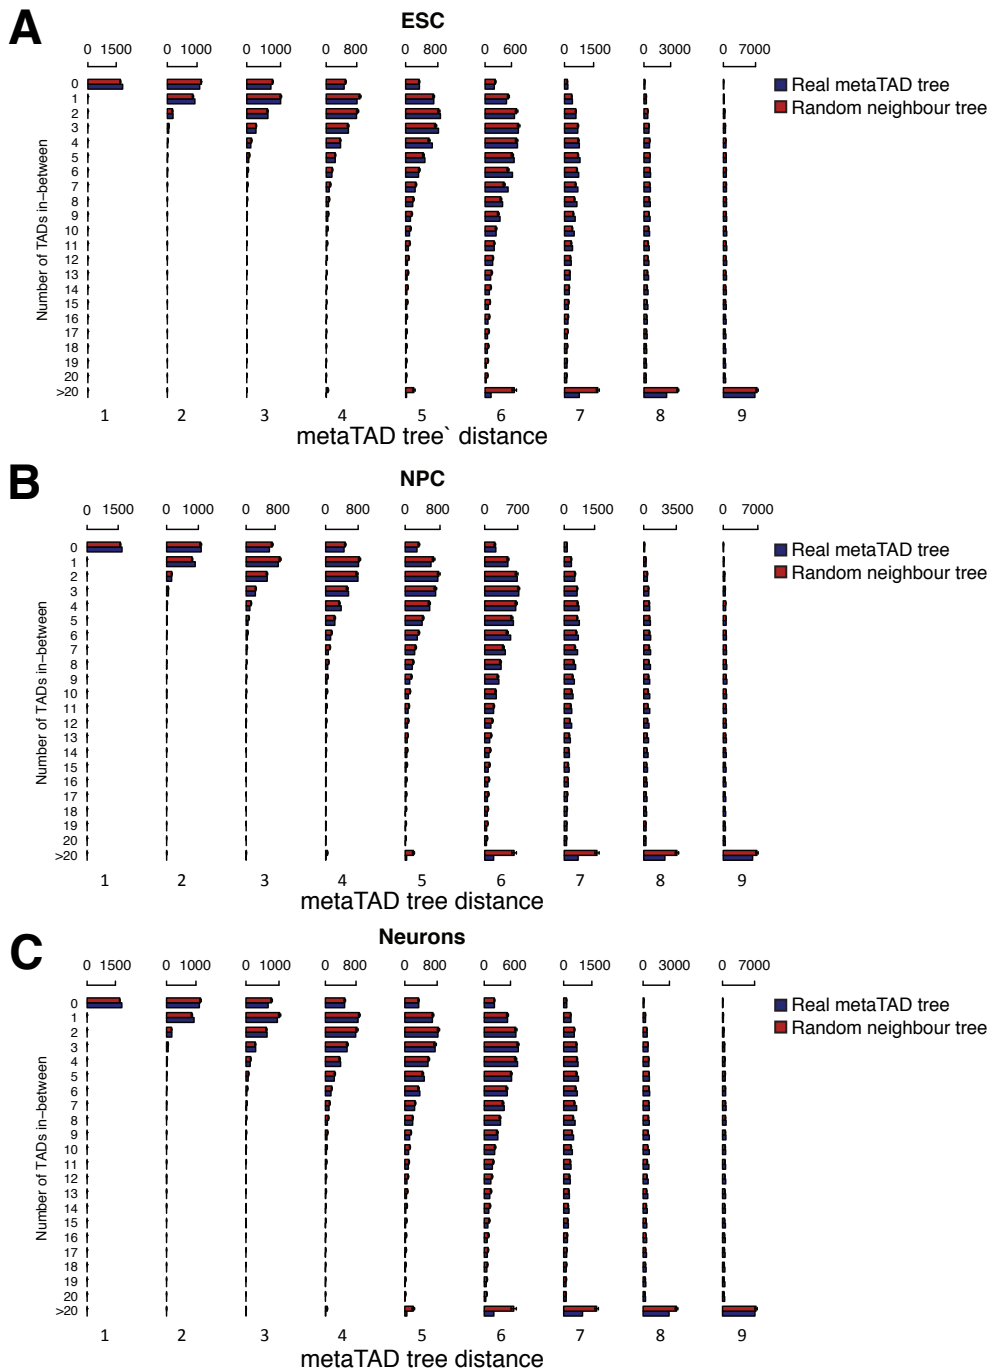 A
ESC
0 1500 0 1000 0 1000 0 800 0 800 0 600 0 1500 0 3000 0 7000
Real metaTAD tree
Random neighbour tree
Number of TADs in−between
0
1
2
3
4
5
6
7
8
9
10
11
12
13
14
15
16
17
18
19
20
>20
1 2 3 4 5 6 7 8 9
metaTAD tree` distance
B
NPC
0 1500 0 1000 0 800 0 800 0 800 0 700 0 1500 0 3500 0 7000
Real metaTAD tree
Random neighbour tree
Number of TADs in−between
0
1
2
3
4
5
6
7
8
9
10
11
12
13
14
15
16
17
18
19
20
>20
1 2 3 4 5 6 7 8 9
metaTAD tree distance
C
Neurons
0 1500 0 1000 0 1000 0 800 0 800 0 600 0 1500 0 3000 0 7000
Real metaTAD tree
Random neighbour tree
Number of TADs in−between
0
1
2
3
4
5
6
7
8
9
10
11
12
13
14
15
16
17
18
19
20
>20
1 2 3 4 5 6 7 8 9
metaTAD tree distance